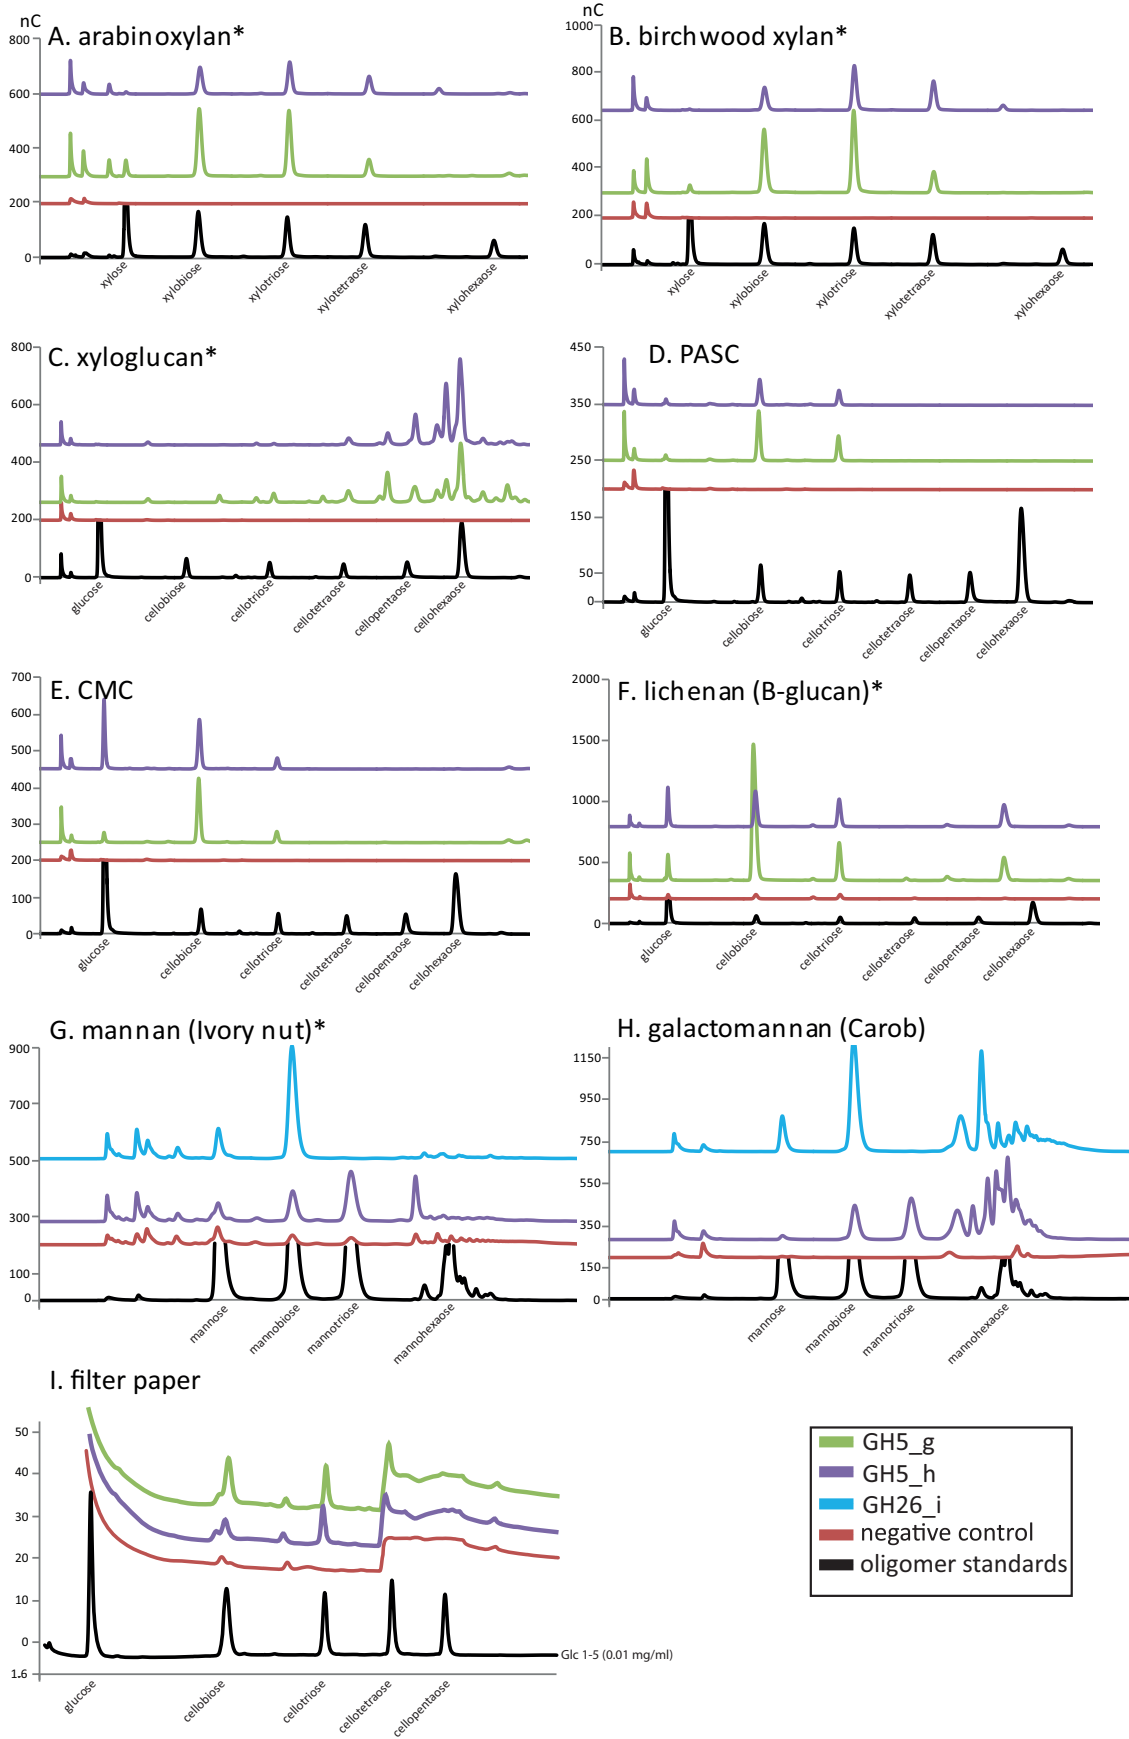 nC
A. arabinoxylan*
800
600
400
200
0
xylose
xylobiose
xylotriose
xylotetraose
xylohexaose
nC
B. birchwood xylan*
1000
800
600
400
200
0
xylose
xylobiose
xylotriose
xylotetraose
xylohexaose
C. xyloglucan*
800
600
400
200
0
glucose
cellobiose
cellotriose
cellotetraose
cellopentaose
cellohexaose
D. PASC
450
350
250
150
50
0
glucose
cellobiose
cellotriose
cellotetraose
cellopentaose
cellohexaose
E. CMC
700
600
500
400
300
200
100
0
glucose
cellobiose
cellotriose
cellotetraose
cellopentaose
cellohexaose
F. lichenan (B-glucan)*
2000
1500
1000
500
0
glucose
cellobiose
cellotriose
cellotetraose
cellopentaose
cellohexaose
G. mannan (Ivory nut)*
900
700
500
300
100
0
mannose
mannobiose
mannotriose
mannohexaose
H. galactomannan (Carob)
1150
950
750
550
350
150
0
mannose
mannobiose
mannotriose
mannohexaose
I. filter paper
50
40
30
20
10
0
1.6
Glc 1-5 (0.01 mg/ml)
glucose
cellobiose
cellotriose
cellotetraose
cellopentaose
GH5_g
GH5_h
GH26_i
negative control
oligomer standards